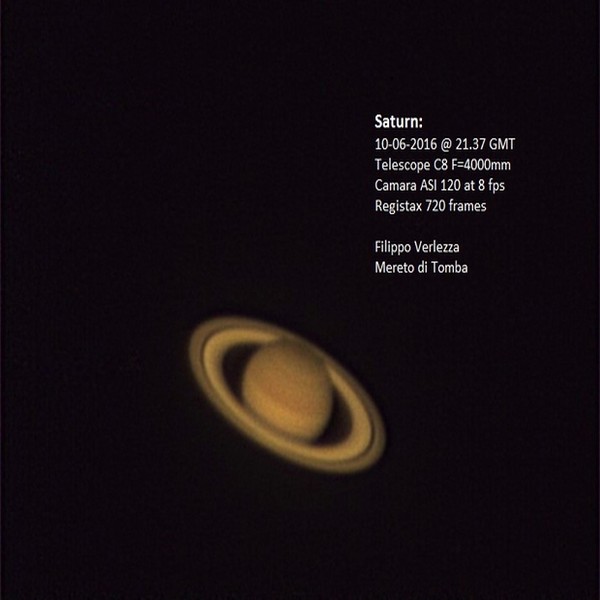 Saturn:
10-06-2016 @ 21.37 GMT
Telescope C8 F=4000mm
Camara ASI 120 at 8 fps
Registax 720 frames
Filippo Verlezza
Mereto di Tomba